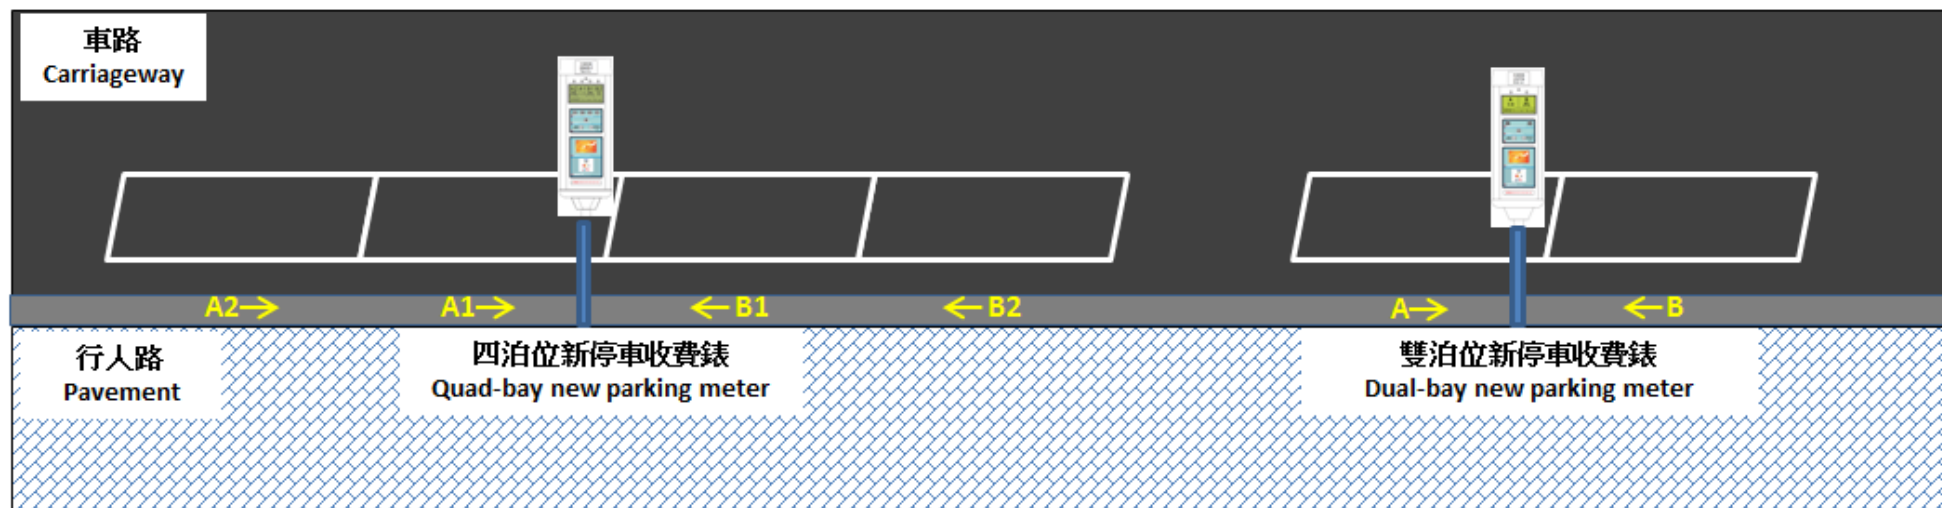 車路
Carriageway
A2→ A1→ ←B1 ←B2 A→ ←B
行人路
Pavement
四泊位新停車收費錶
Quad-bay new parking meter
雙泊位新停車收費錶
Dual-bay new parking meter